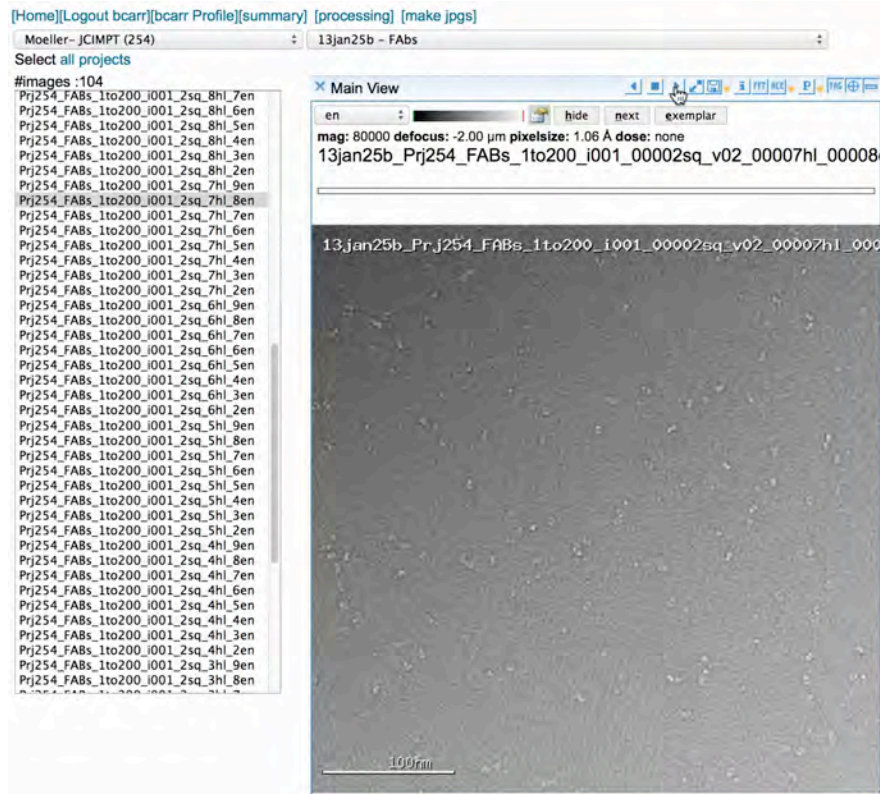 [Home][Logout bcarr][bcarr Profile][summary] [processing] [make jpgs]
Moeller- JCIMPT (254)
13jan25b - FAbs
Select all projects
#images :104
Prj254_FABs_1to200_i001_2sq_8hl_7en
Prj254_FABs_1to200_i001_2sq_8hl_6en
Prj254_FABs_1to200_i001_2sq_8hl_5en
Prj254_FABs_1to200_i001_2sq_8hl_4en
Prj254_FABs_1to200_i001_2sq_8hl_3en
Prj254_FABs_1to200_i001_2sq_8hl_2en
Prj254_FABs_1to200_i001_2sq_7hl_9en
Prj254_FABs_1to200_i001_2sq_7hl_8en
Prj254_FABs_1to200_i001_2sq_7hl_7en
Prj254_FABs_1to200_i001_2sq_7hl_6en
Prj254_FABs_1to200_i001_2sq_7hl_5en
Prj254_FABs_1to200_i001_2sq_7hl_4en
Prj254_FABs_1to200_i001_2sq_7hl_3en
Prj254_FABs_1to200_i001_2sq_7hl_2en
Prj254_FABs_1to200_i001_2sq_6hl_9en
Prj254_FABs_1to200_i001_2sq_6hl_8en
Prj254_FABs_1to200_i001_2sq_6hl_7en
Prj254_FABs_1to200_i001_2sq_6hl_6en
Prj254_FABs_1to200_i001_2sq_6hl_5en
Prj254_FABs_1to200_i001_2sq_6hl_4en
Prj254_FABs_1to200_i001_2sq_6hl_3en
Prj254_FABs_1to200_i001_2sq_6hl_2en
Prj254_FABs_1to200_i001_2sq_5hl_9en
Prj254_FABs_1to200_i001_2sq_5hl_8en
Prj254_FABs_1to200_i001_2sq_5hl_7en
Prj254_FABs_1to200_i001_2sq_5hl_6en
Prj254_FABs_1to200_i001_2sq_5hl_5en
Prj254_FABs_1to200_i001_2sq_5hl_4en
Prj254_FABs_1to200_i001_2sq_5hl_3en
Prj254_FABs_1to200_i001_2sq_5hl_2en
Prj254_FABs_1to200_i001_2sq_4hl_9en
Prj254_FABs_1to200_i001_2sq_4hl_8en
Prj254_FABs_1to200_i001_2sq_4hl_7en
Prj254_FABs_1to200_i001_2sq_4hl_6en
Prj254_FABs_1to200_i001_2sq_4hl_5en
Prj254_FABs_1to200_i001_2sq_4hl_4en
Prj254_FABs_1to200_i001_2sq_4hl_3en
Prj254_FABs_1to200_i001_2sq_4hl_2en
Prj254_FABs_1to200_i001_2sq_3hl_9en
Prj254_FABs_1to200_i001_2sq_3hl_8en
Main View
i FFT P TAG
en hide next exemplar
mag: 80000 defocus: -2.00 µm pixelsize: 1.06 Å dose: none
13jan25b_Prj254_FABs_1to200_i001_00002sq_v02_00007hl_00008
13jan25b_Prj254_FABs_1to200_i001_00002sq_v02_00007hl_000
100nm